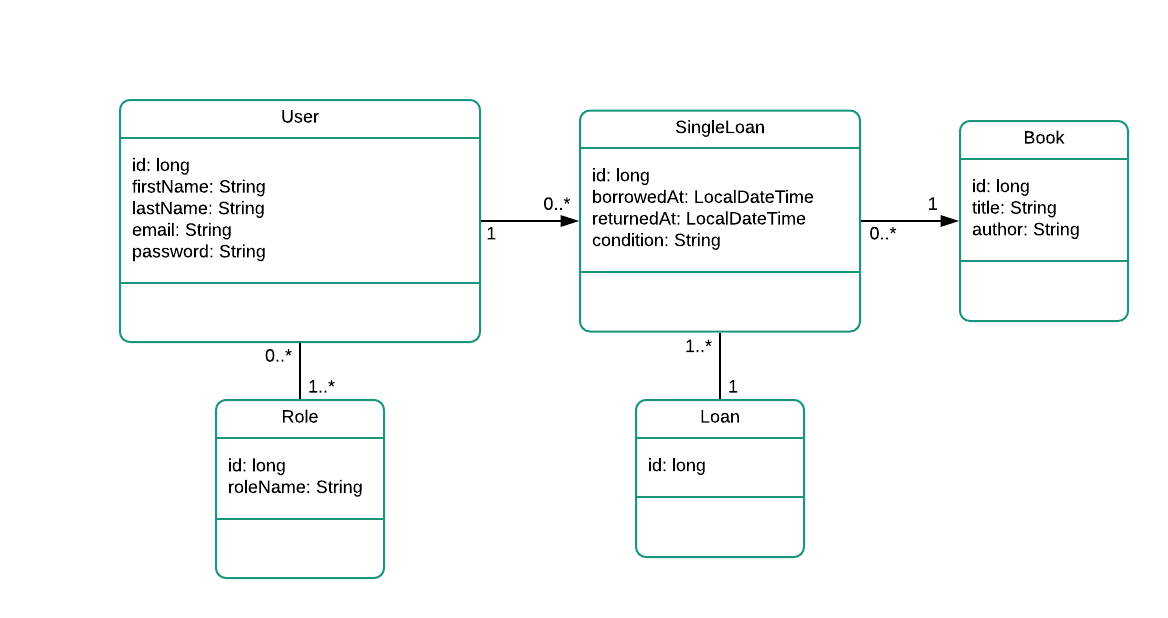 User
id: long
firstName: String
lastName: String
email: String
password: String
0..*
1
SingleLoan
id: long
borrowedAt: LocalDateTime
returnedAt: LocalDateTime
condition: String
1
0..*
Book
id: long
title: String
author: String
0..*
1..*
Role
id: long
roleName: String
1..*
1
Loan
id: long